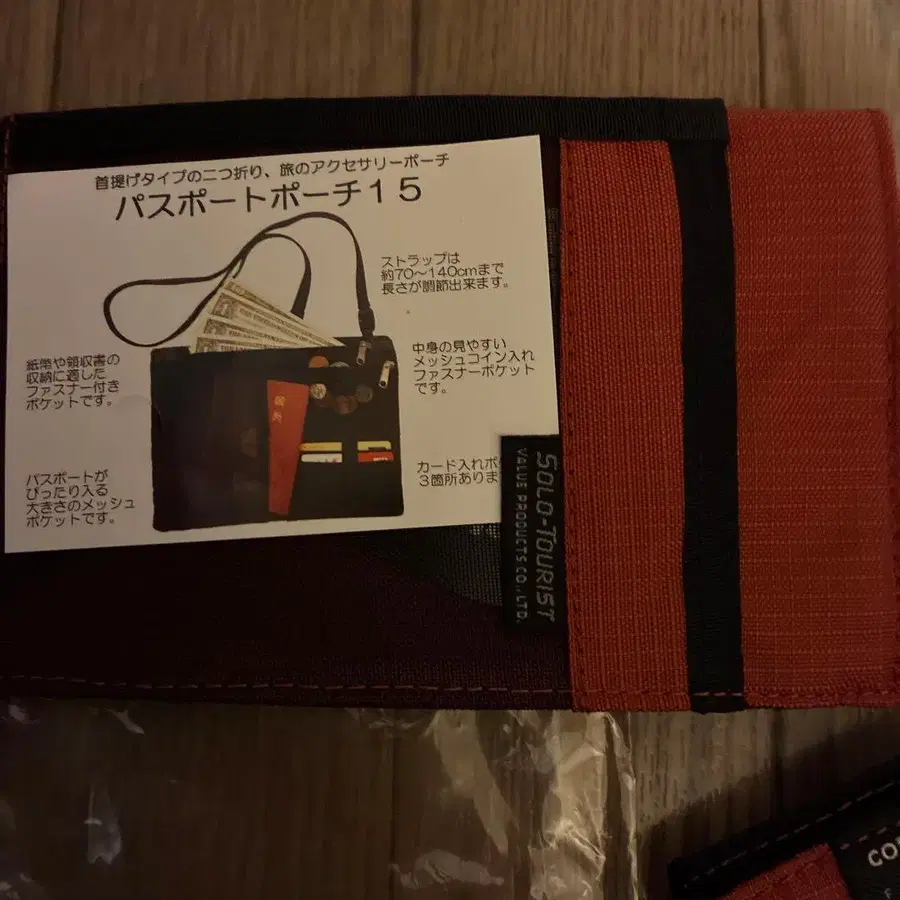 首提げタイプの二つ折り、旅のアクセサリーポーチ
パスポートポーチ15
ストラップは
約70〜140cmまで
長さが調節出来ます。
紙幣や領収書の
収納に適した
ファスナー付き
ポケットです。
中身の見やすい
メッシュコイン入れ
ファスナーポケット
です。
パスポートが
ぴったり入る
大きさのメッシュ
ポケットです。
カード入れポ
3箇所ありま
SOLO-TOURIST
VALUE PRODUCTS CO.,LTD.